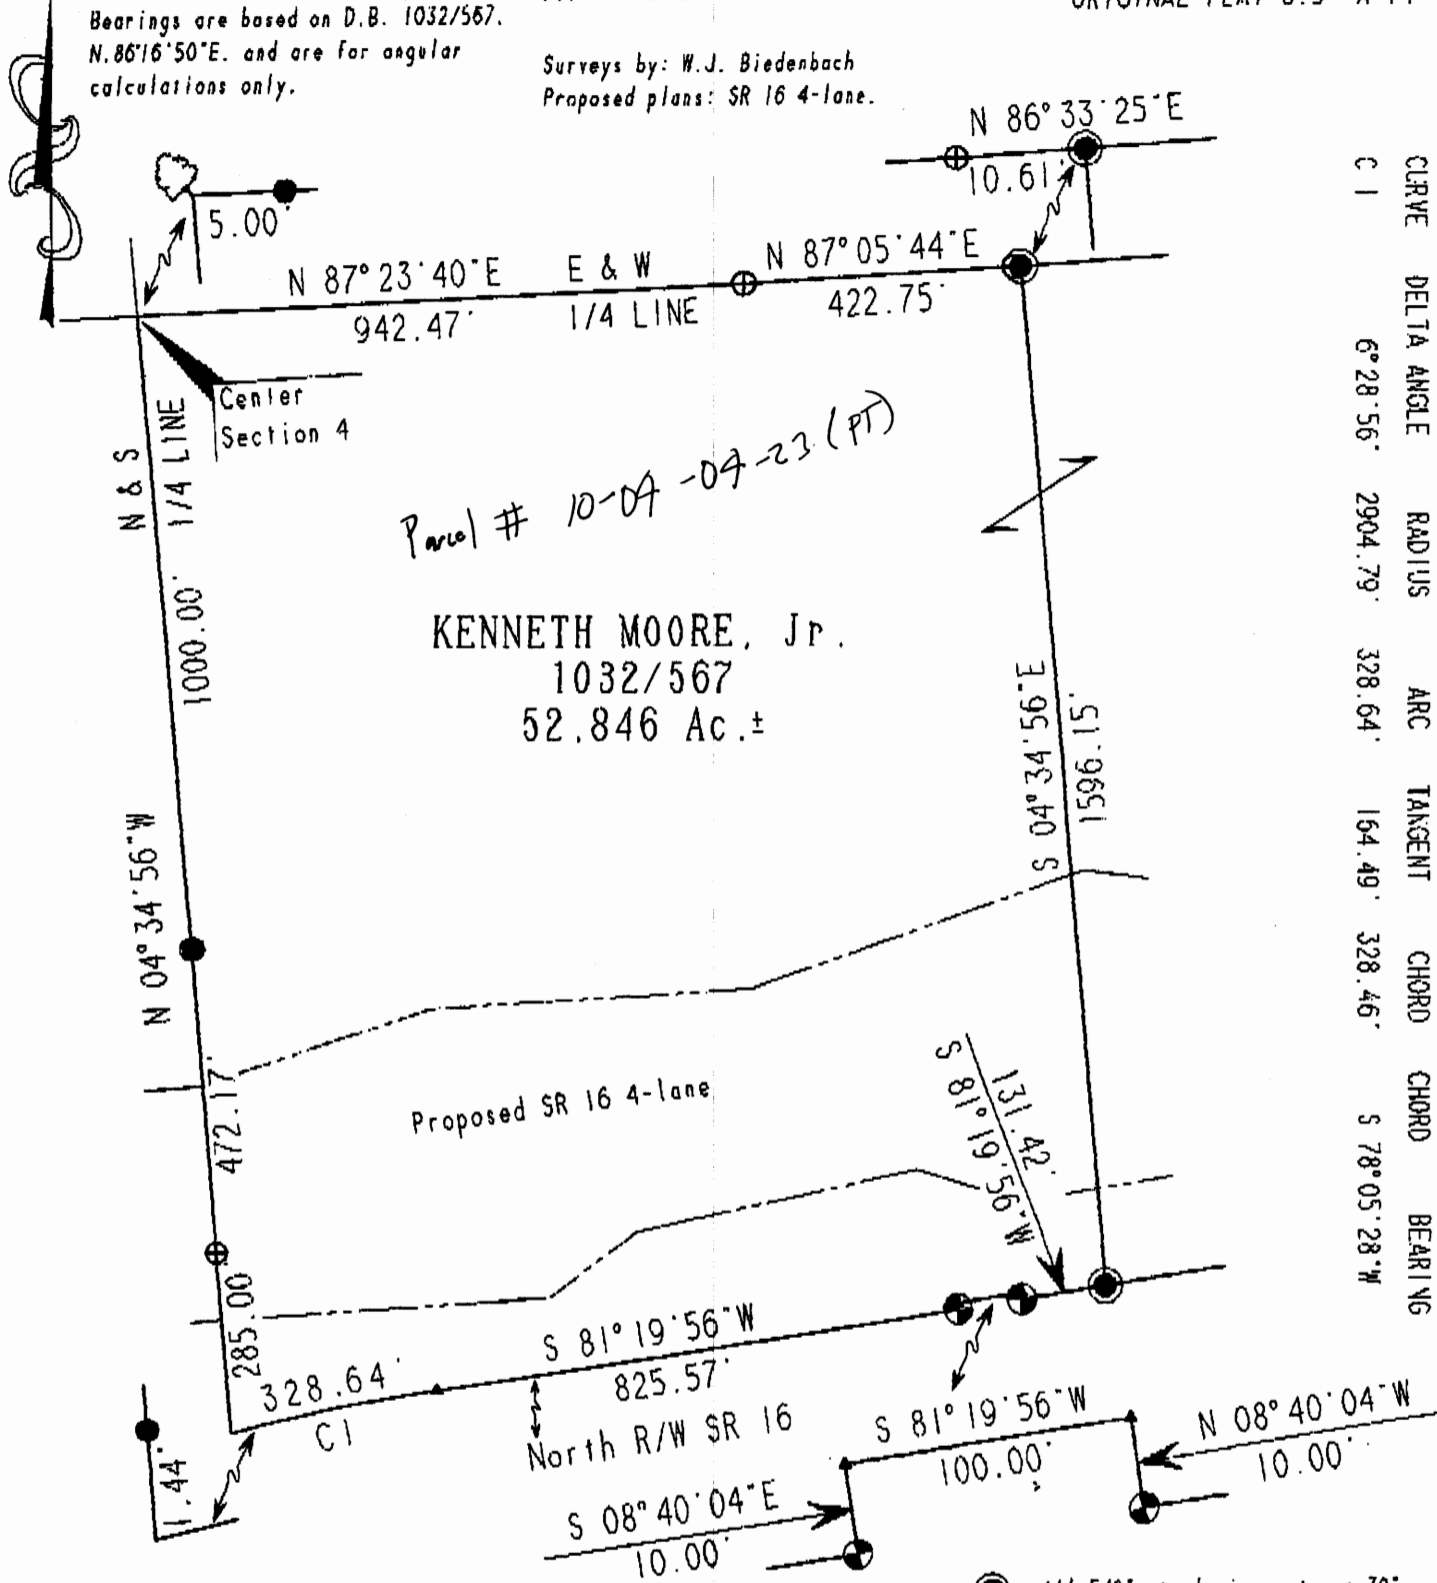 Bearings are based on D.B. 1032/567.
N.86°16'50"E. and are for angular
calculations only.
Surveys by: W.J. Biedenbach
Proposed plans: SR 16 4-lane.
N 86° 33' 25" E
10.61'
5.00'
N 87° 23' 40" E
942.47'
E & W
1/4 LINE
N 87° 05' 44" E
422.75'
Center
Section 4
N & S
1/4 LINE
1000.00'
Parcel # 10-04-04-23 (PT)
KENNETH MOORE, Jr.
1032/567
52.846 Ac.±
S 04° 34' 56" E
1596.15'
N 04° 34' 56" W
472.17'
Proposed SR 16 4-lane
131.42'
S 81° 19' 56" W
285.00'
328.64'
C 1
S 81° 19' 56" W
825.57'
North R/W SR 16
1.44'
S 81° 19' 56" W
100.00'
N 08° 40' 04" W
10.00'
S 08° 40' 04" E
10.00'
CURVE DELTA ANGLE RADIUS ARC TANGENT CHORD CHORD BEARING
C 1 6° 28' 56" 2904.79' 328.64' 164.49' 328.46' S 78° 05' 28" W